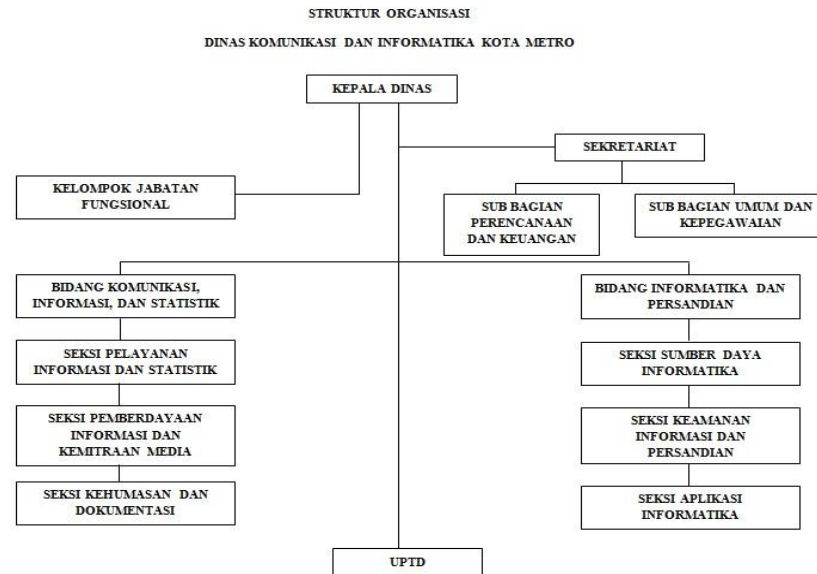 STRUKTUR ORGANISASI
DINAS KOMUNIKASI DAN INFORMATIKA KOTA METRO
KEPALA DINAS
SEKRETARIAT
KELOMPOK JABATAN
FUNGSIONAL
SUB BAGIAN
PERENCANAAN
DAN KEUANGAN
SUB BAGIAN UMUM DAN
KEPEGAWAIAN
BIDANG KOMUNIKASI,
INFORMASI, DAN STATISTIK
SEKSI PELAYANAN
INFORMASI DAN STATISTIK
SEKSI PEMBERDAYAAN
INFORMASI DAN
KEMITRAAN MEDIA
SEKSI KEHUMASAN DAN
DOKUMENTASI
BIDANG INFORMATIKA DAN
PERSANDIAN
SEKSI SUMBER DAYA
INFORMATIKA
SEKSI KEAMANAN
INFORMASI DAN
PERSANDIAN
SEKSI APLIKASI
INFORMATIKA
UPTD